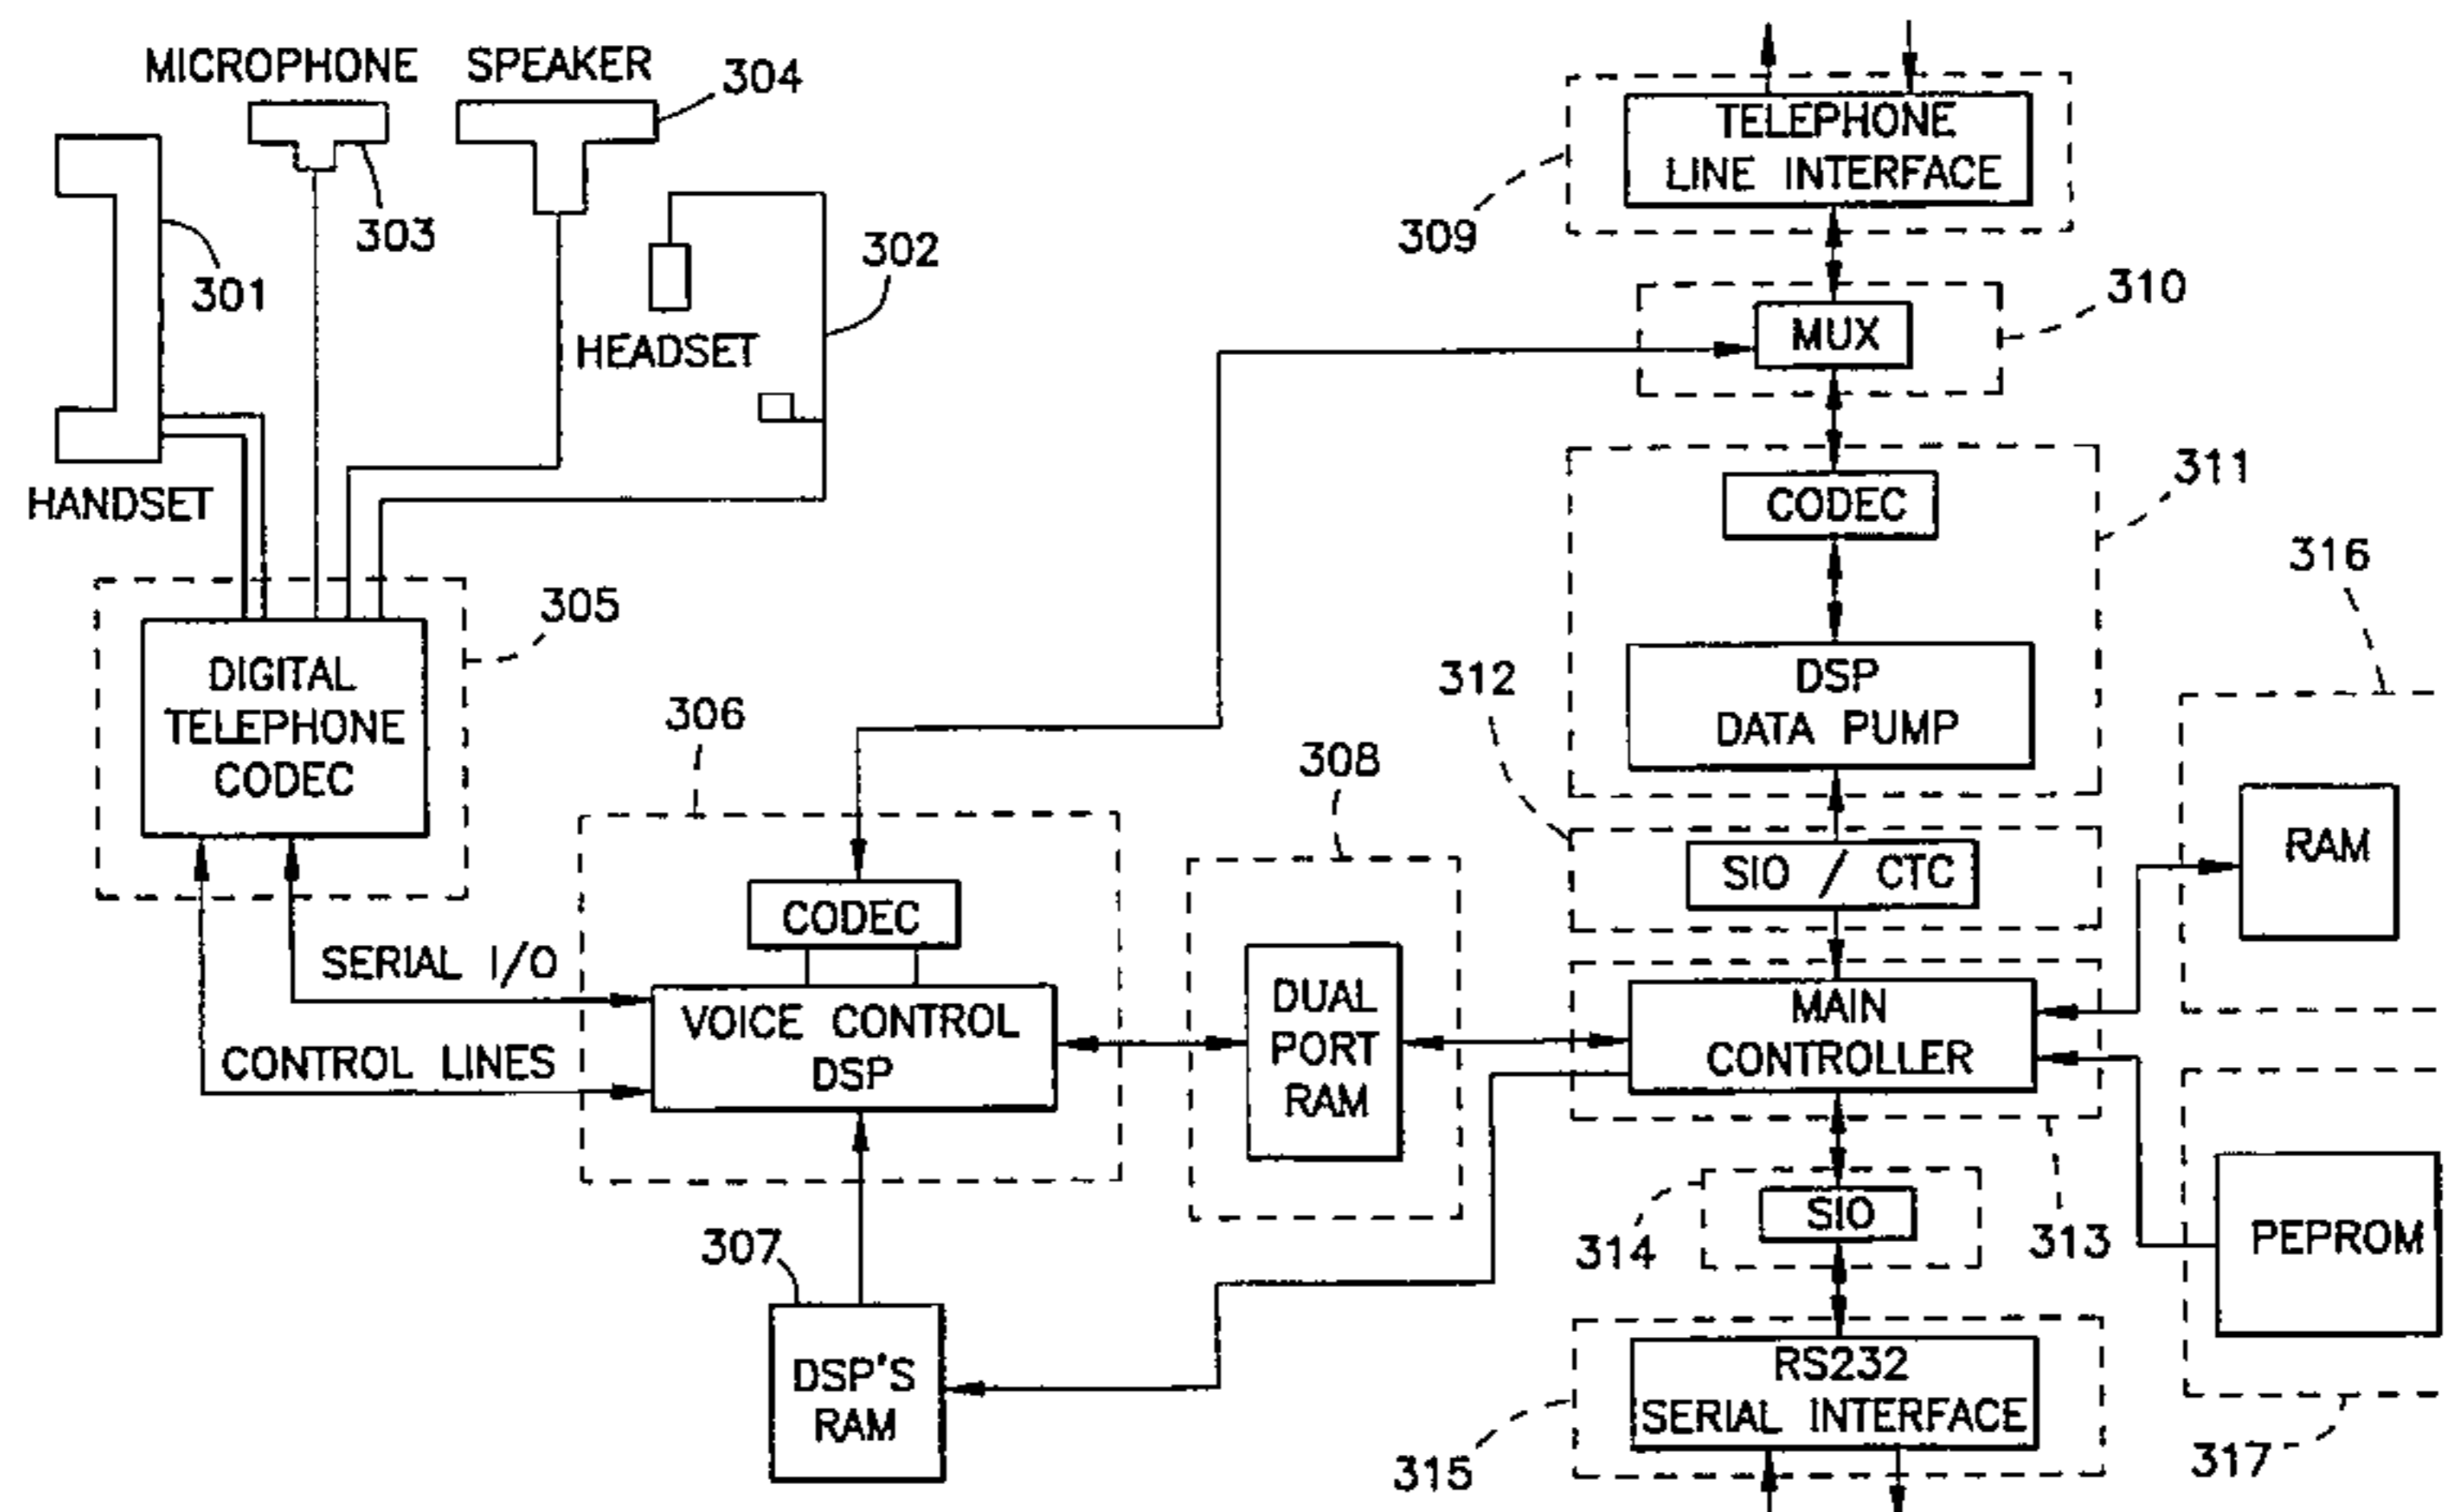 MICROPHONE
SPEAKER
304
303
301
302
HEADSET
HANDSET
305
DIGITAL
TELEPHONE
CODEC
SERIAL I/O
CONTROL LINES
306
CODEC
VOICE CONTROL
DSP
307
DSP'S
RAM
308
DUAL
PORT
RAM
TELEPHONE
LINE INTERFACE
309
MUX
310
CODEC
311
DSP
DATA PUMP
312
SIO / CTC
MAIN
CONTROLLER
313
SIO
314
RS232
SERIAL INTERFACE
315
316
RAM
PEPROM
317